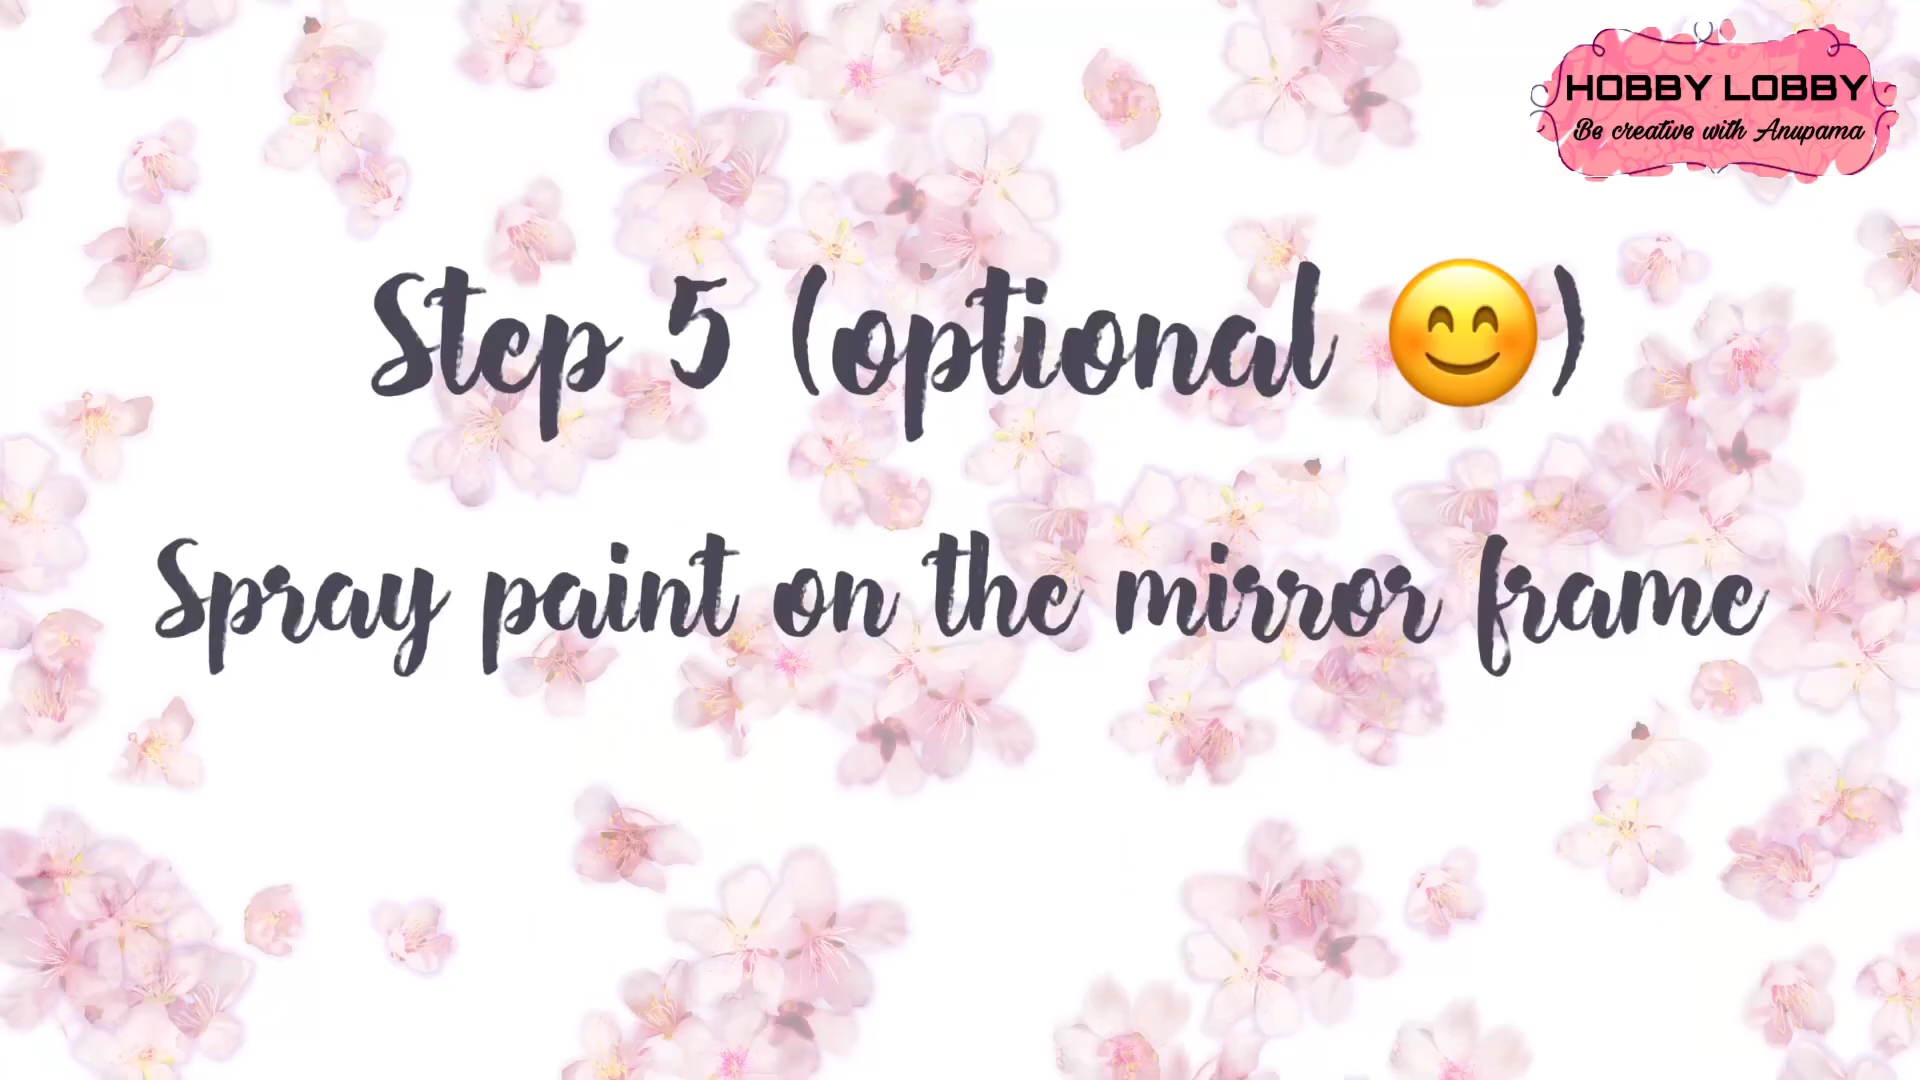 HOBBY LOBBY
Be creative with Anupama
Step 5 (optional 😊)
Spray paint on the mirror frame